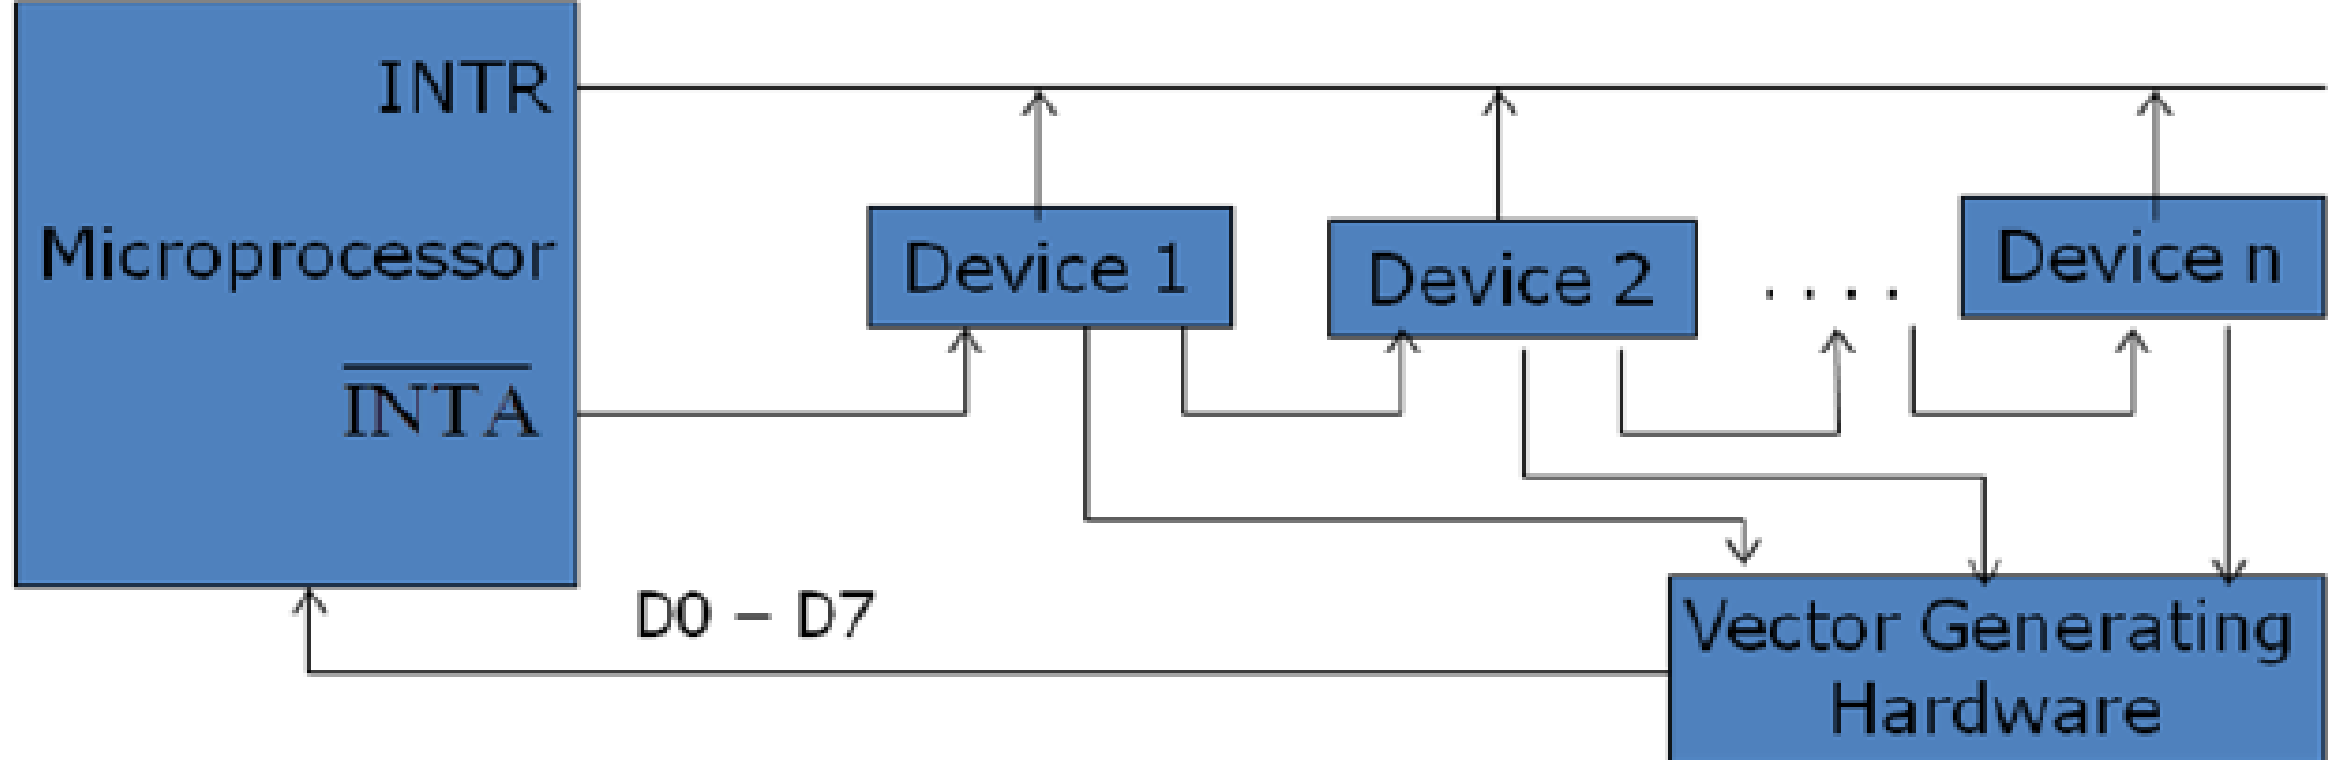 INTR
Microprocessor
INTA
Device 1
Device 2
. . . .
Device n
D0 – D7
Vector Generating
Hardware